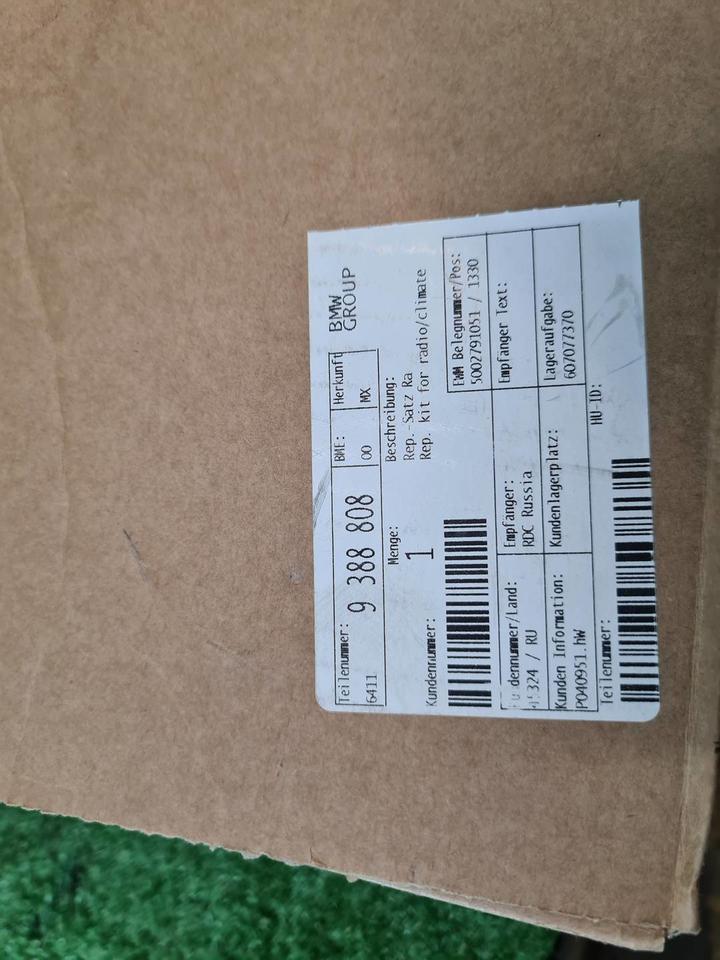 Teilenummer:
6411
9 388 808
BME:
00
Herkunft
MX
BMW
GROUP
Menge:
1
Beschreibung:
Rep.-Satz Ra
Rep. kit for radio/climate
Kundennummer:
EWM Belegnummer/Pos:
5002791051 / 1330
dennummer/Land:
324 / RU
Empfänger:
RDC Russia
Empfänger Text:
Kunden Information:
PO40951.hW
Kundenlagerplatz:
Lageraufgabe:
607077370
Teilenummer:
HU-ID: